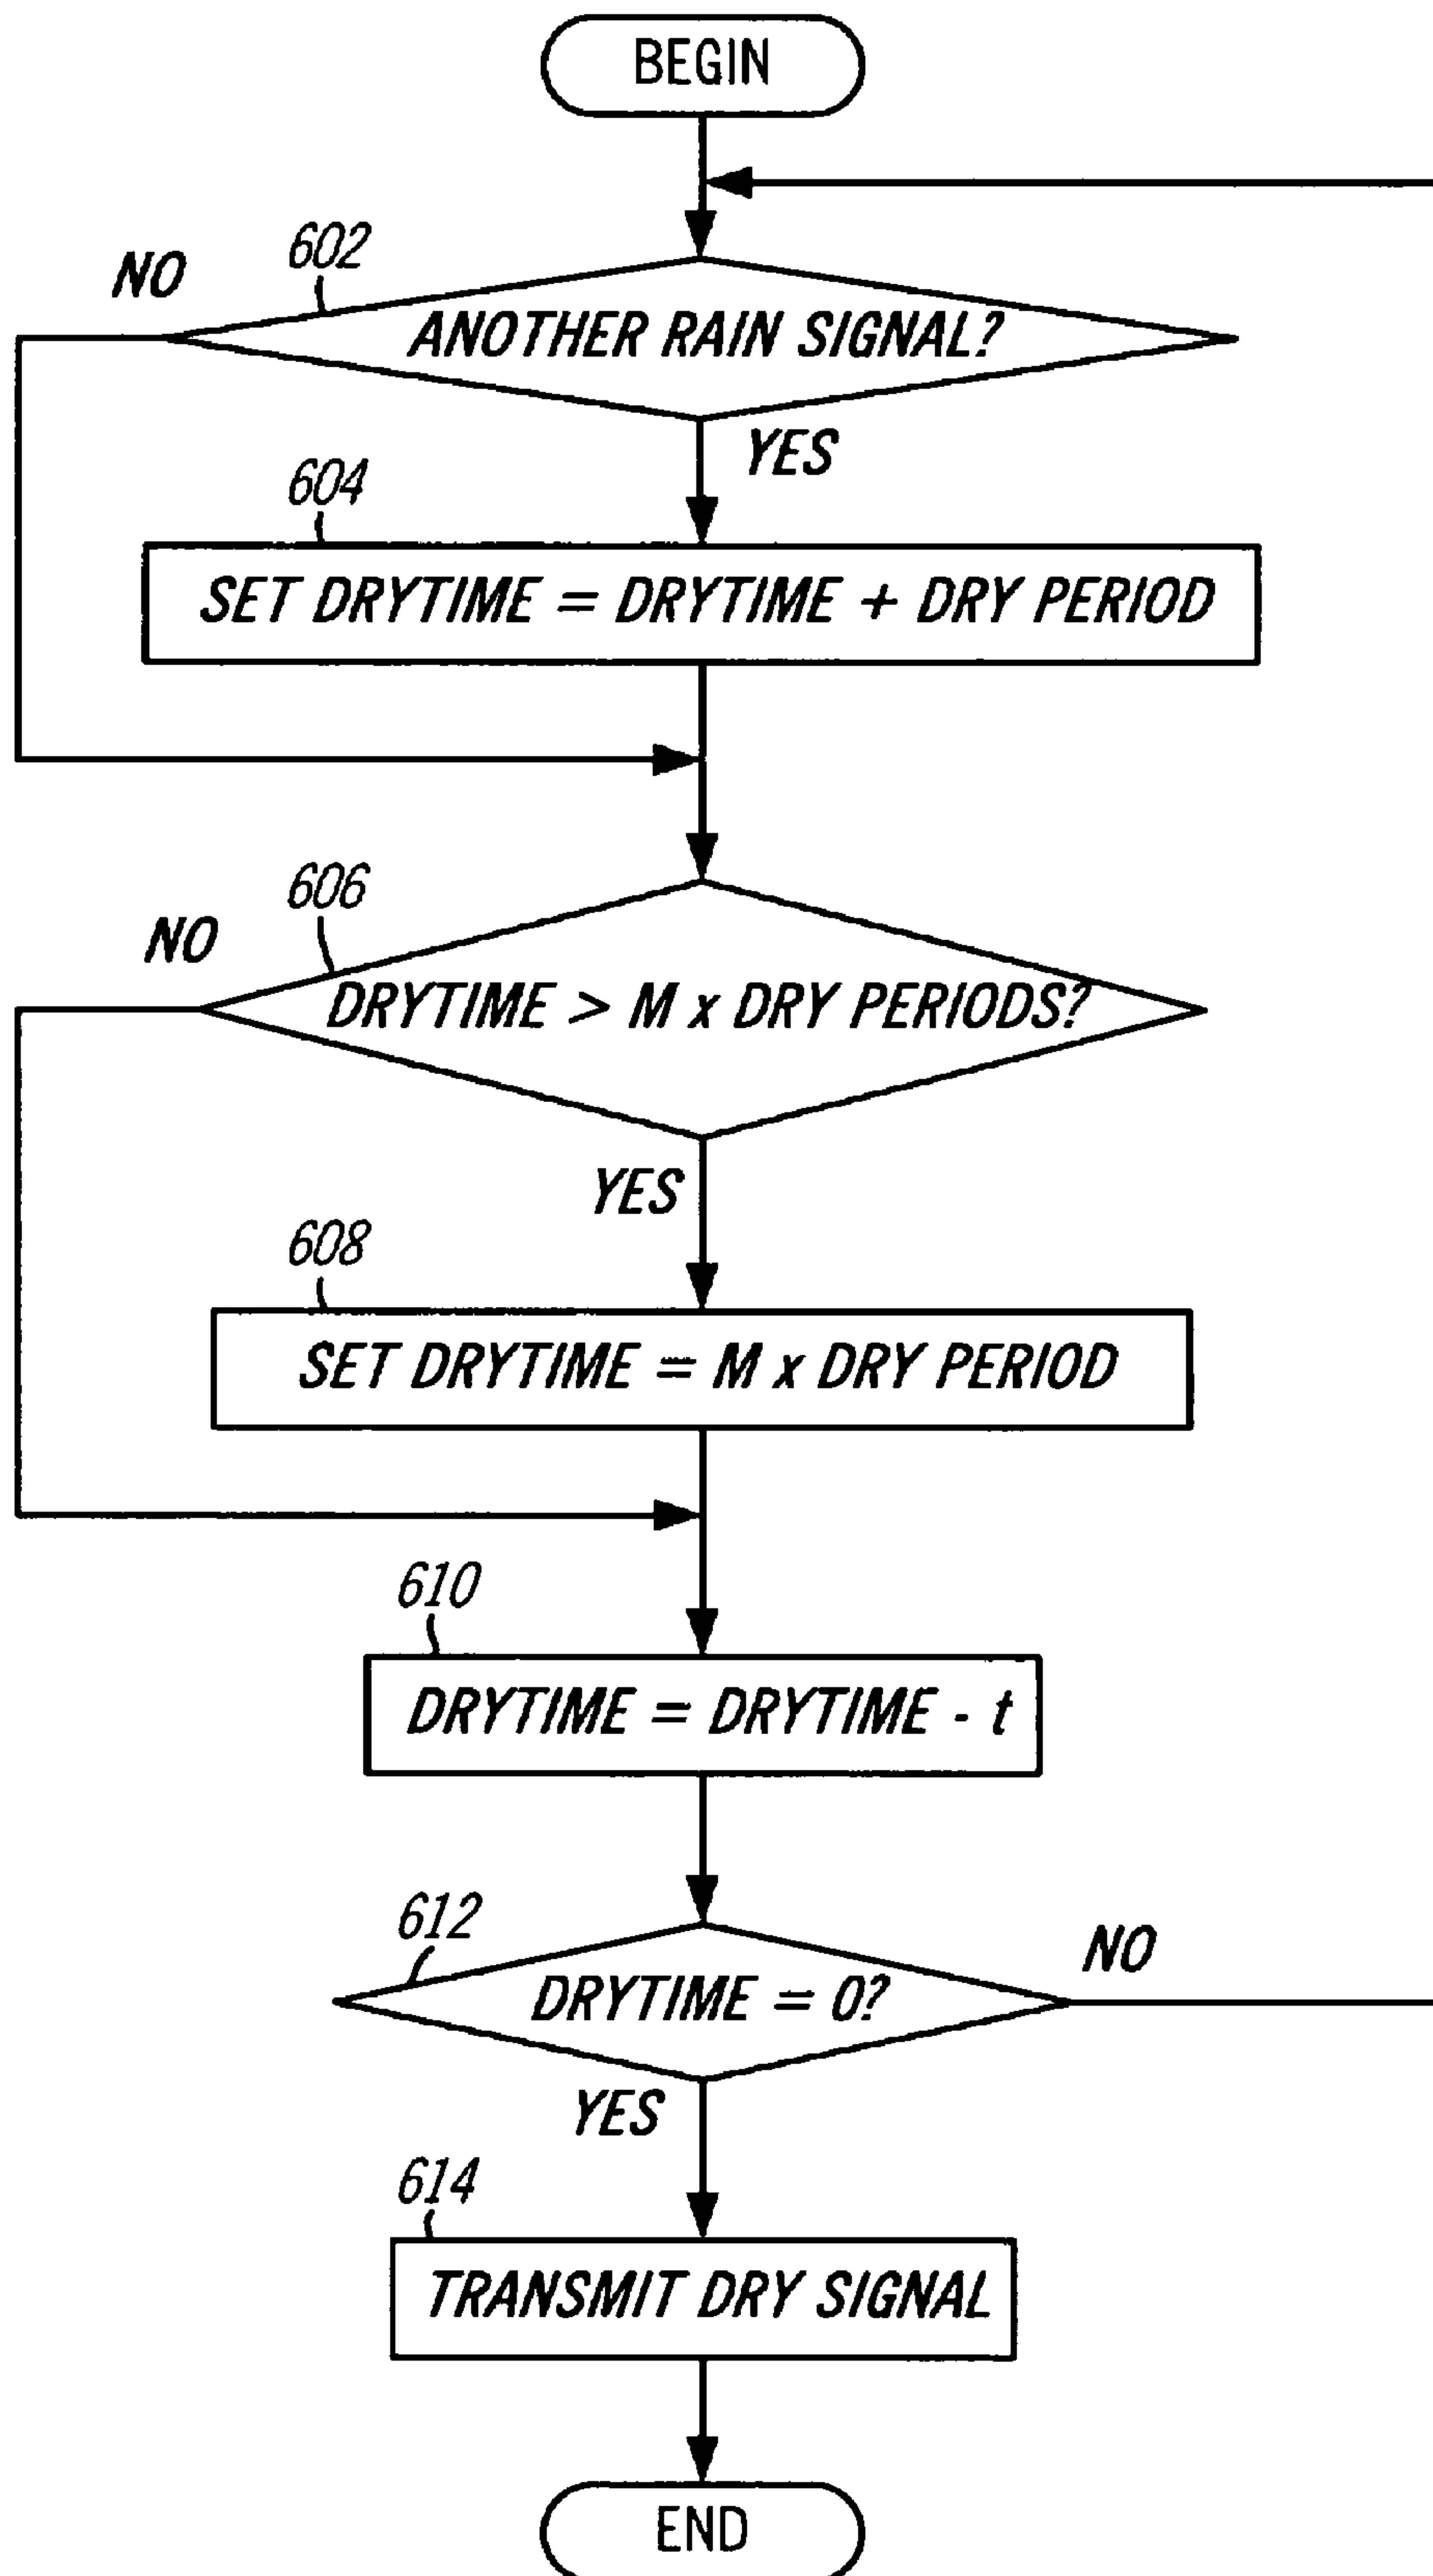 BEGIN
602
NO
ANOTHER RAIN SIGNAL?
YES
604
SET DRYTIME = DRYTIME + DRY PERIOD
606
NO
DRYTIME > M x DRY PERIODS?
YES
608
SET DRYTIME = M x DRY PERIOD
610
DRYTIME = DRYTIME - t
612
NO
DRYTIME = 0?
YES
614
TRANSMIT DRY SIGNAL
END